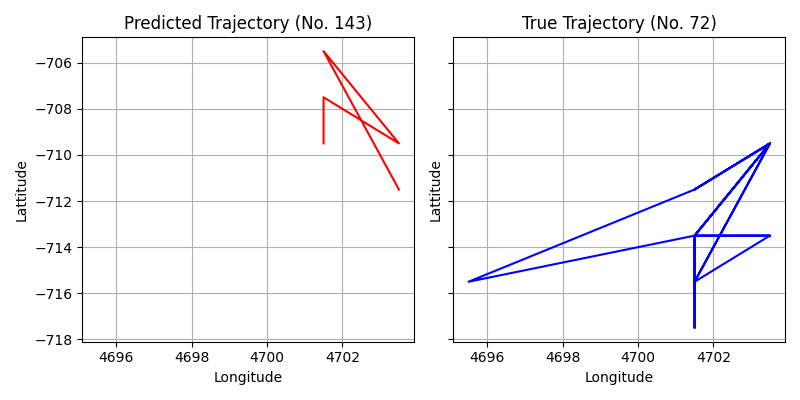 Predicted Trajectory (No. 143)
True Trajectory (No. 72)
Lattitude
−706
−708
−710
−712
−714
−716
−718
4696
4698
4700
4702
Longitude
Lattitude
4696
4698
4700
4702
Longitude